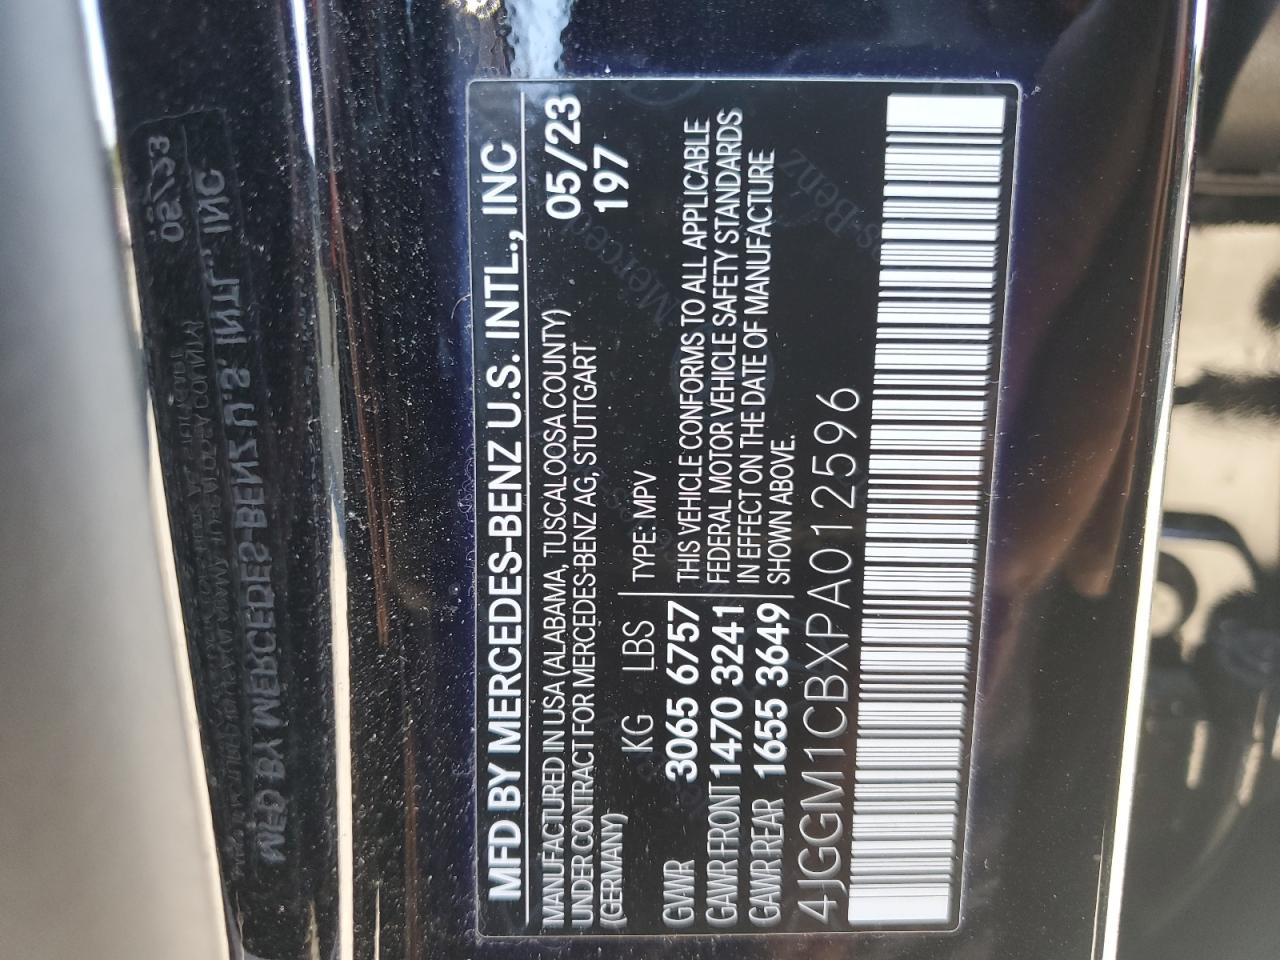 MFD BY MERCEDES-BENZ U.S. INTL., INC
MANUFACTURED IN USA (ALABAMA, TUSCALOOSA COUNTY) 05/23
UNDER CONTRACT FOR MERCEDES-BENZ AG, STUTTGART 197
(GERMANY)
KG LBS TYPE: MPV
GVWR 3065 6757 THIS VEHICLE CONFORMS TO ALL APPLICABLE
GAWR FRONT 1470 3241 FEDERAL MOTOR VEHICLE SAFETY STANDARDS
IN EFFECT ON THE DATE OF MANUFACTURE
GAWR REAR 1655 3649 SHOWN ABOVE.
4JGGM1CBXPA012596